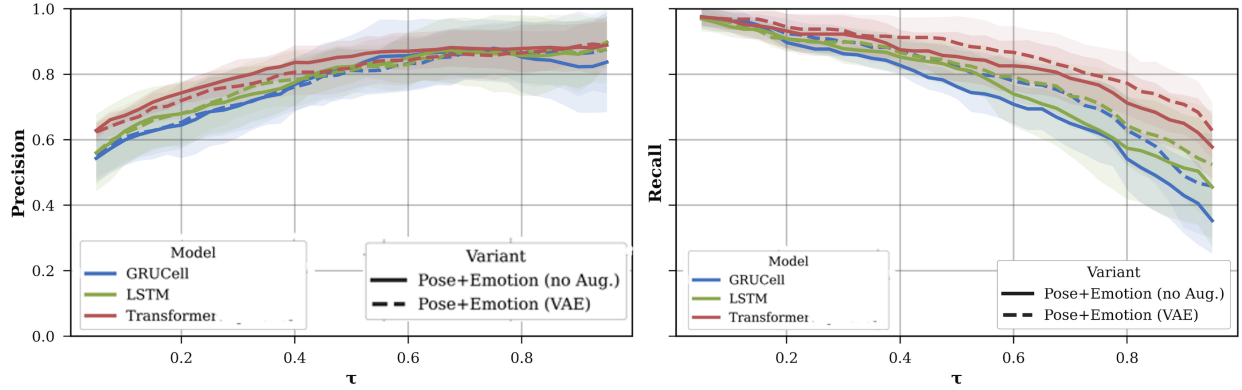 1.0
0.8
0.6
0.4
0.2
0.0
Precision
Model
GRUCell
LSTM
Transformer
Variant
Pose+Emotion (no Aug.)
Pose+Emotion (VAE)
0.2 0.4 0.6 0.8
τ
Recall
Model
GRUCell
LSTM
Transformer
Variant
Pose+Emotion (no Aug.)
Pose+Emotion (VAE)
0.2 0.4 0.6 0.8
τ